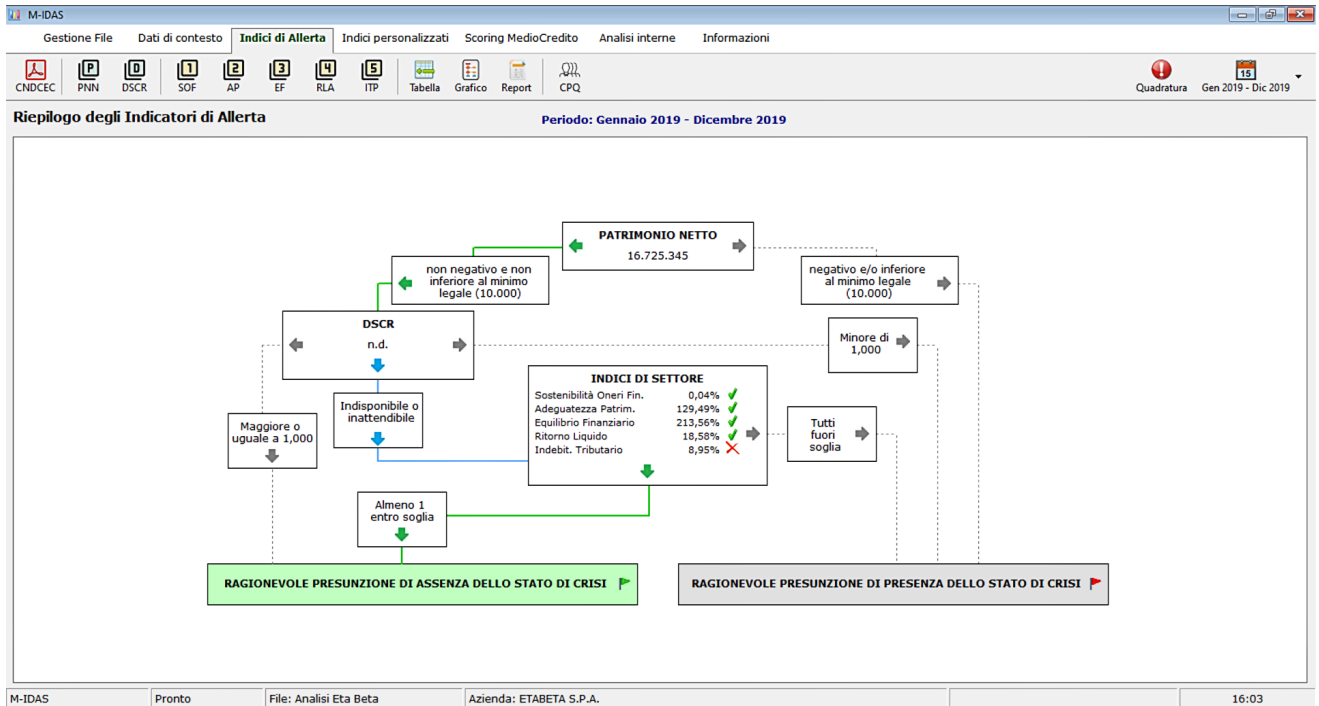 M-IDAS
Gestione File Dati di contesto Indici di Allerta Indici personalizzati Scoring MedioCredito Analisi interne Informazioni
P D 1 2 3 4 5 15
CNDCEC PNN DSCR SOF AP EF RLA ITP Tabella Grafico Report CPQ Quadratura Gen 2019 - Dic 2019
Riepilogo degli Indicatori di Allerta Periodo: Gennaio 2019 - Dicembre 2019
PATRIMONIO NETTO
16.725.345
non negativo e non
inferiore al minimo
legale (10.000)
negativo e/o inferiore
al minimo legale
(10.000)
DSCR
n.d.
Minore di
1,000
Indisponibile o
inattendibile
Maggiore o
uguale a 1,000
INDICI DI SETTORE
Sostenibilità Oneri Fin. 0,04%
Adeguatezza Patrim. 129,49%
Equilibrio Finanziario 213,56%
Ritorno Liquido 18,58%
Indebit. Tributario 8,95%
Tutti
fuori
soglia
Almeno 1
entro soglia
RAGIONEVOLE PRESUNZIONE DI ASSENZA DELLO STATO DI CRISI
RAGIONEVOLE PRESUNZIONE DI PRESENZA DELLO STATO DI CRISI
M-IDAS Pronto File: Analisi Eta Beta Azienda: ETABETA S.P.A. 16:03